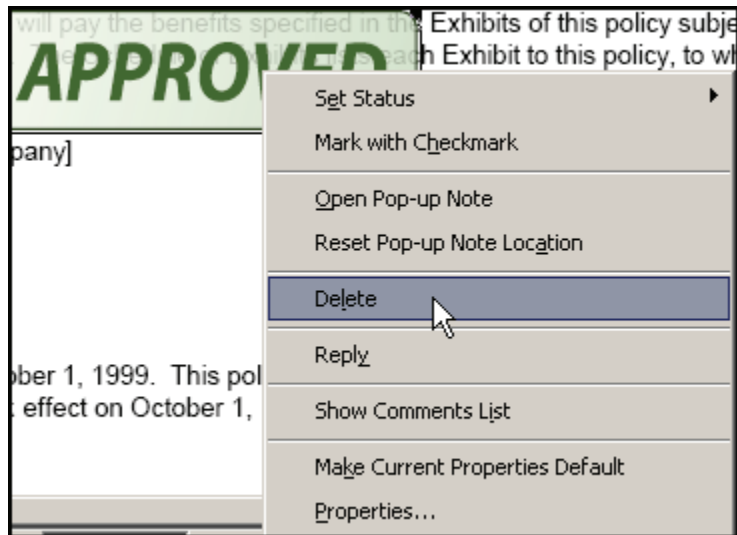 will pay the benefits specified in the Exhibits of this policy subje
h Exhibit to this policy, to wh
APPROVED
pany]
Set Status
Mark with Checkmark
Open Pop-up Note
Reset Pop-up Note Location
Delete
Reply
ober 1, 1999. This pol
effect on October 1,
Show Comments List
Make Current Properties Default
Properties...